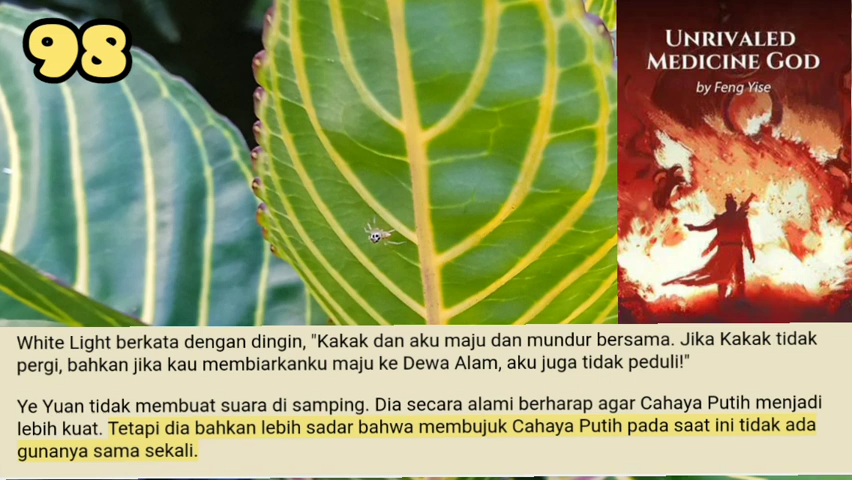 98
UNRIVALED
MEDICINE GOD
by Feng Yise
White Light berkata dengan dingin, "Kakak dan aku maju dan mundur bersama. Jika Kakak tidak
pergi, bahkan jika kau membiarkanku maju ke Dewa Alam, aku juga tidak peduli!"
Ye Yuan tidak membuat suara di samping. Dia secara alami berharap agar Cahaya Putih menjadi
lebih kuat. Tetapi dia bahkan lebih sadar bahwa membujuk Cahaya Putih pada saat ini tidak ada
gunanya sama sekali.